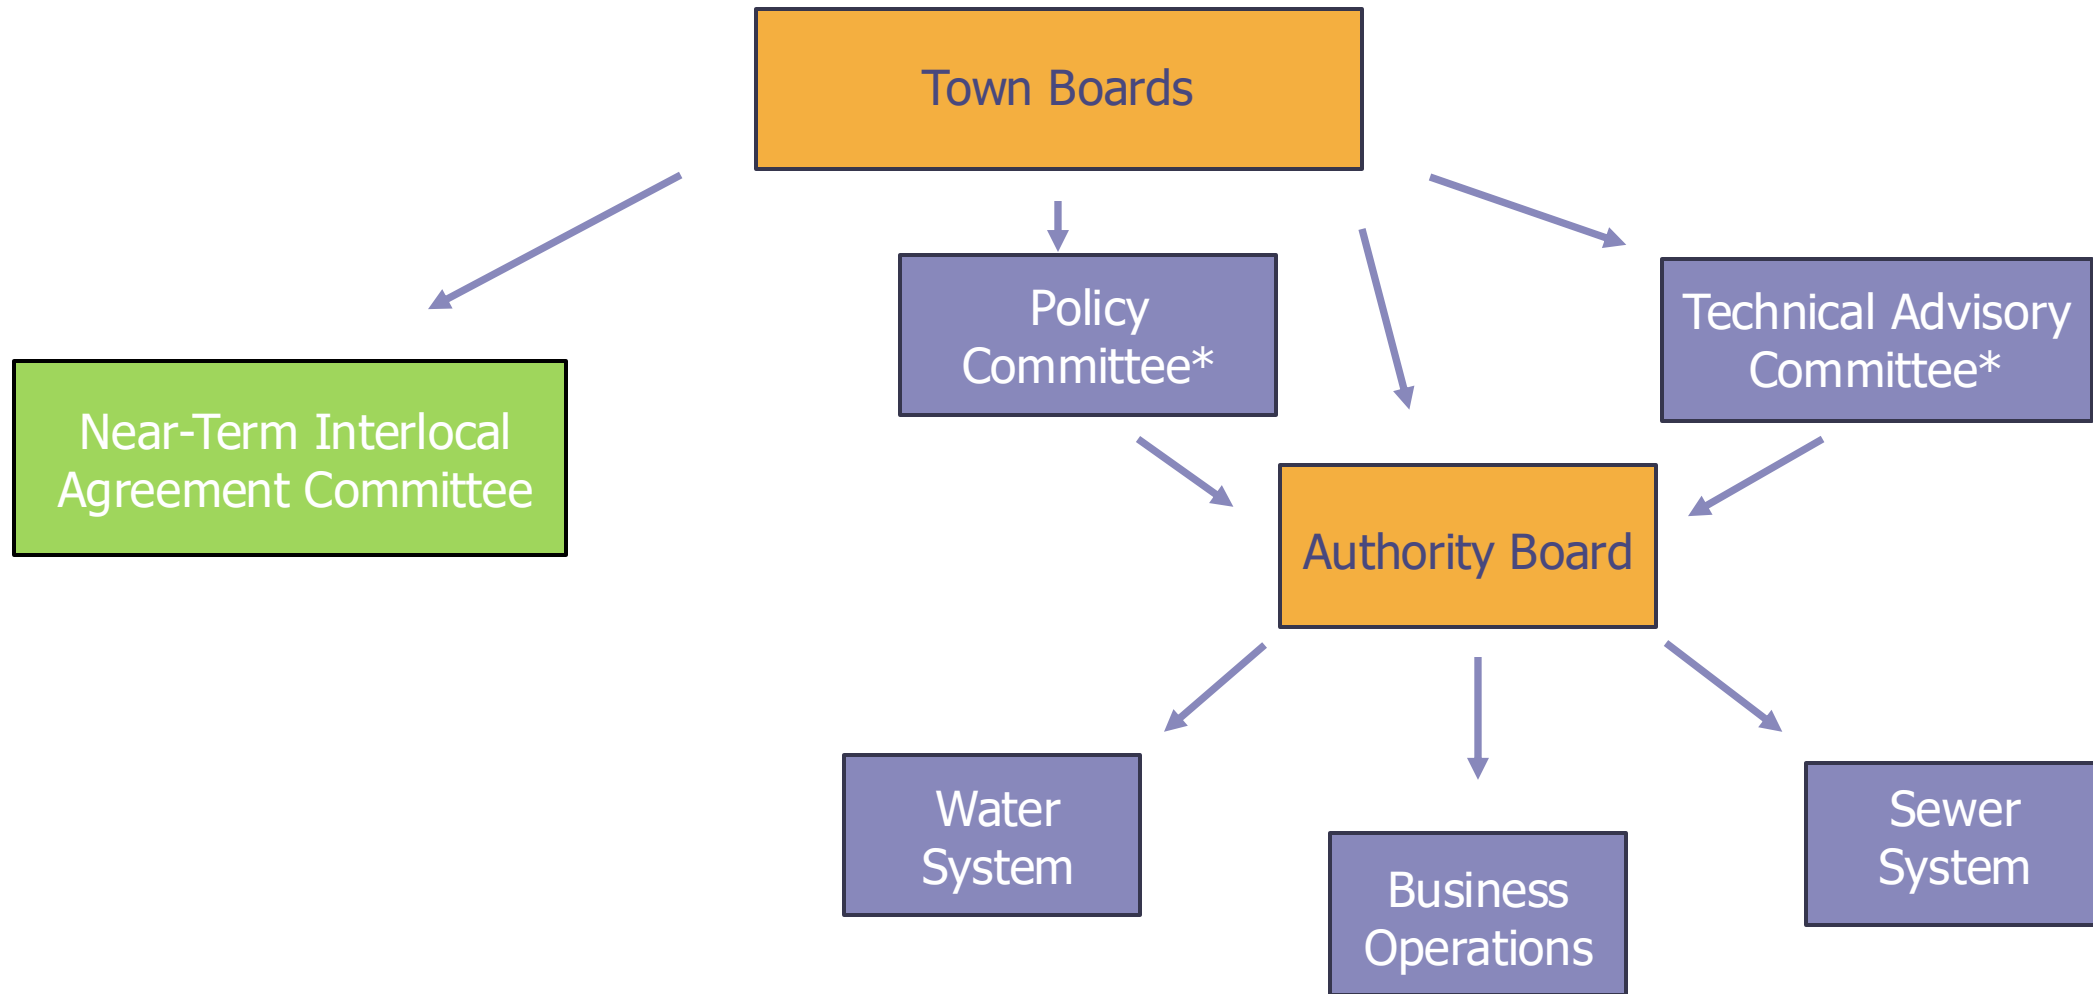 Town Boards
Policy
Committee*
Technical Advisory
Committee*
Near-Term Interlocal
Agreement Committee
Authority Board
Water
System
Business
Operations
Sewer
System